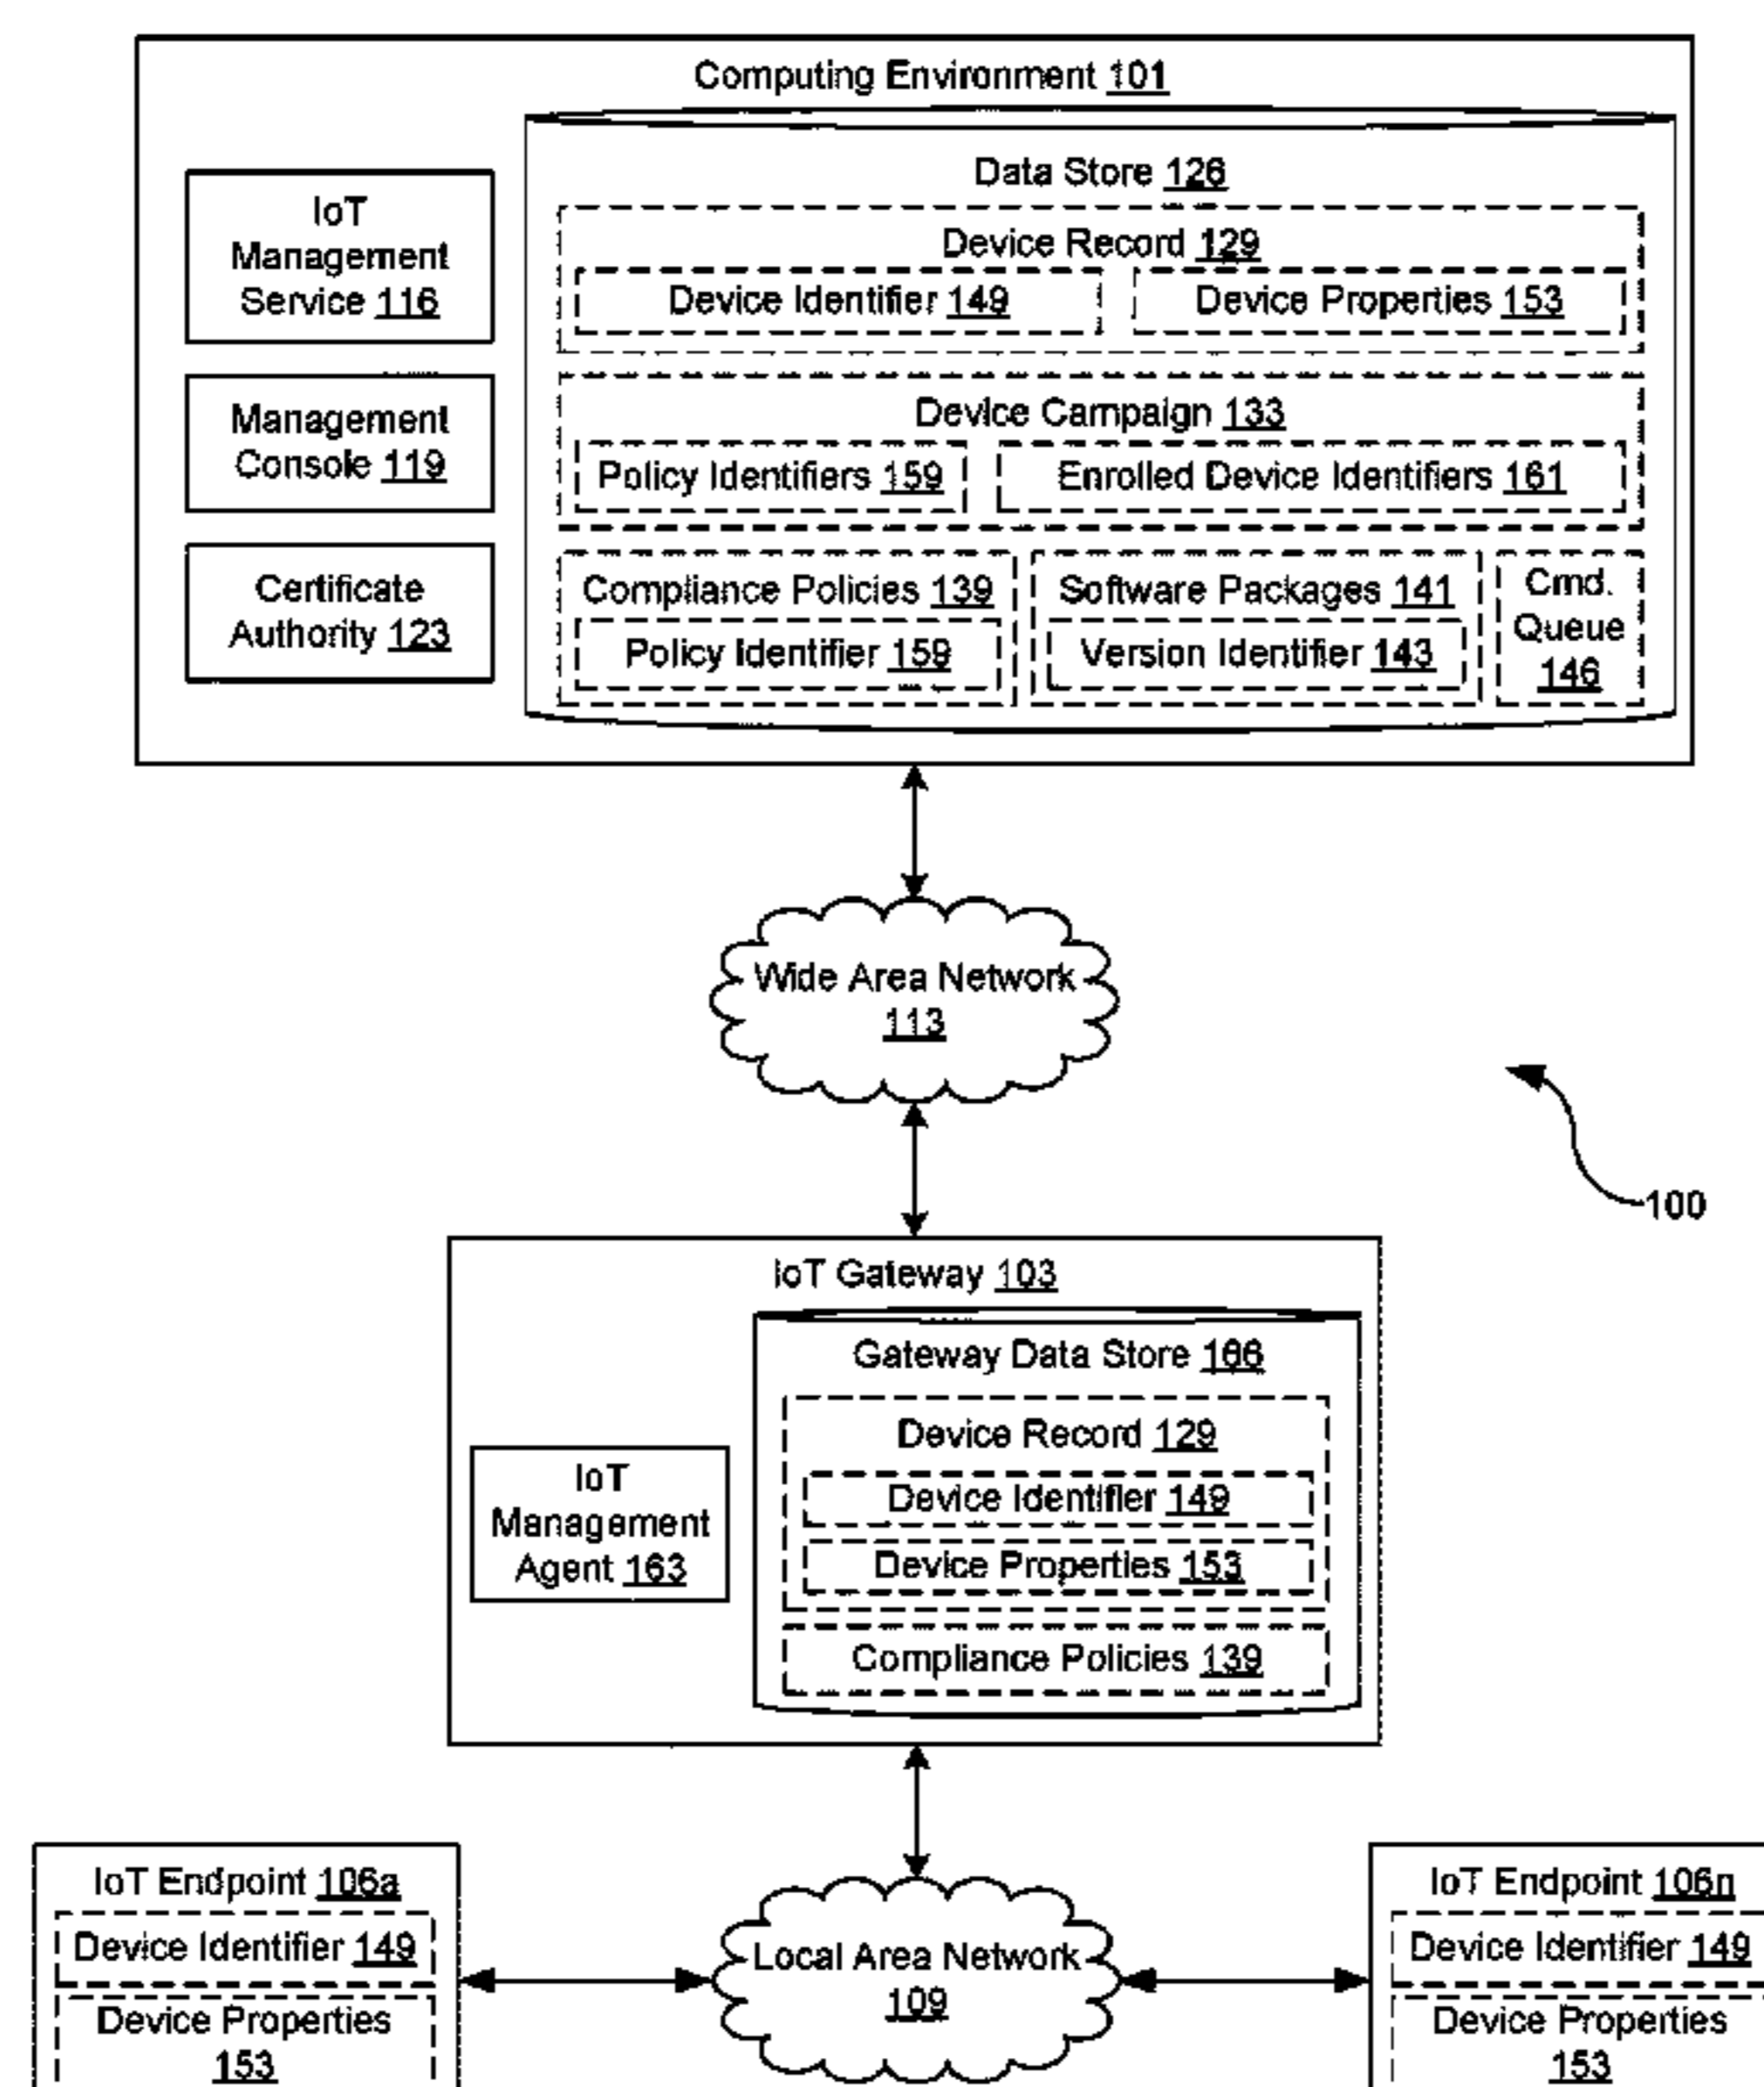 Computing Environment 101
Data Store 126
IoT
Management
Service 116
Device Record 129
Device Identifier 149
Device Properties 153
Management
Console 119
Device Campaign 133
Policy Identifiers 159
Enrolled Device Identifiers 161
Certificate
Authority 123
Compliance Policies 139
Policy Identifier 159
Software Packages 141
Version Identifier 143
Cmd.
Queue
146
Wide Area Network
113
100
IoT Gateway 103
Gateway Data Store 166
IoT
Management
Agent 163
Device Record 129
Device Identifier 149
Device Properties 153
Compliance Policies 139
IoT Endpoint 106a
Device Identifier 149
Device Properties
153
Local Area Network
109
IoT Endpoint 106n
Device Identifier 149
Device Properties
153